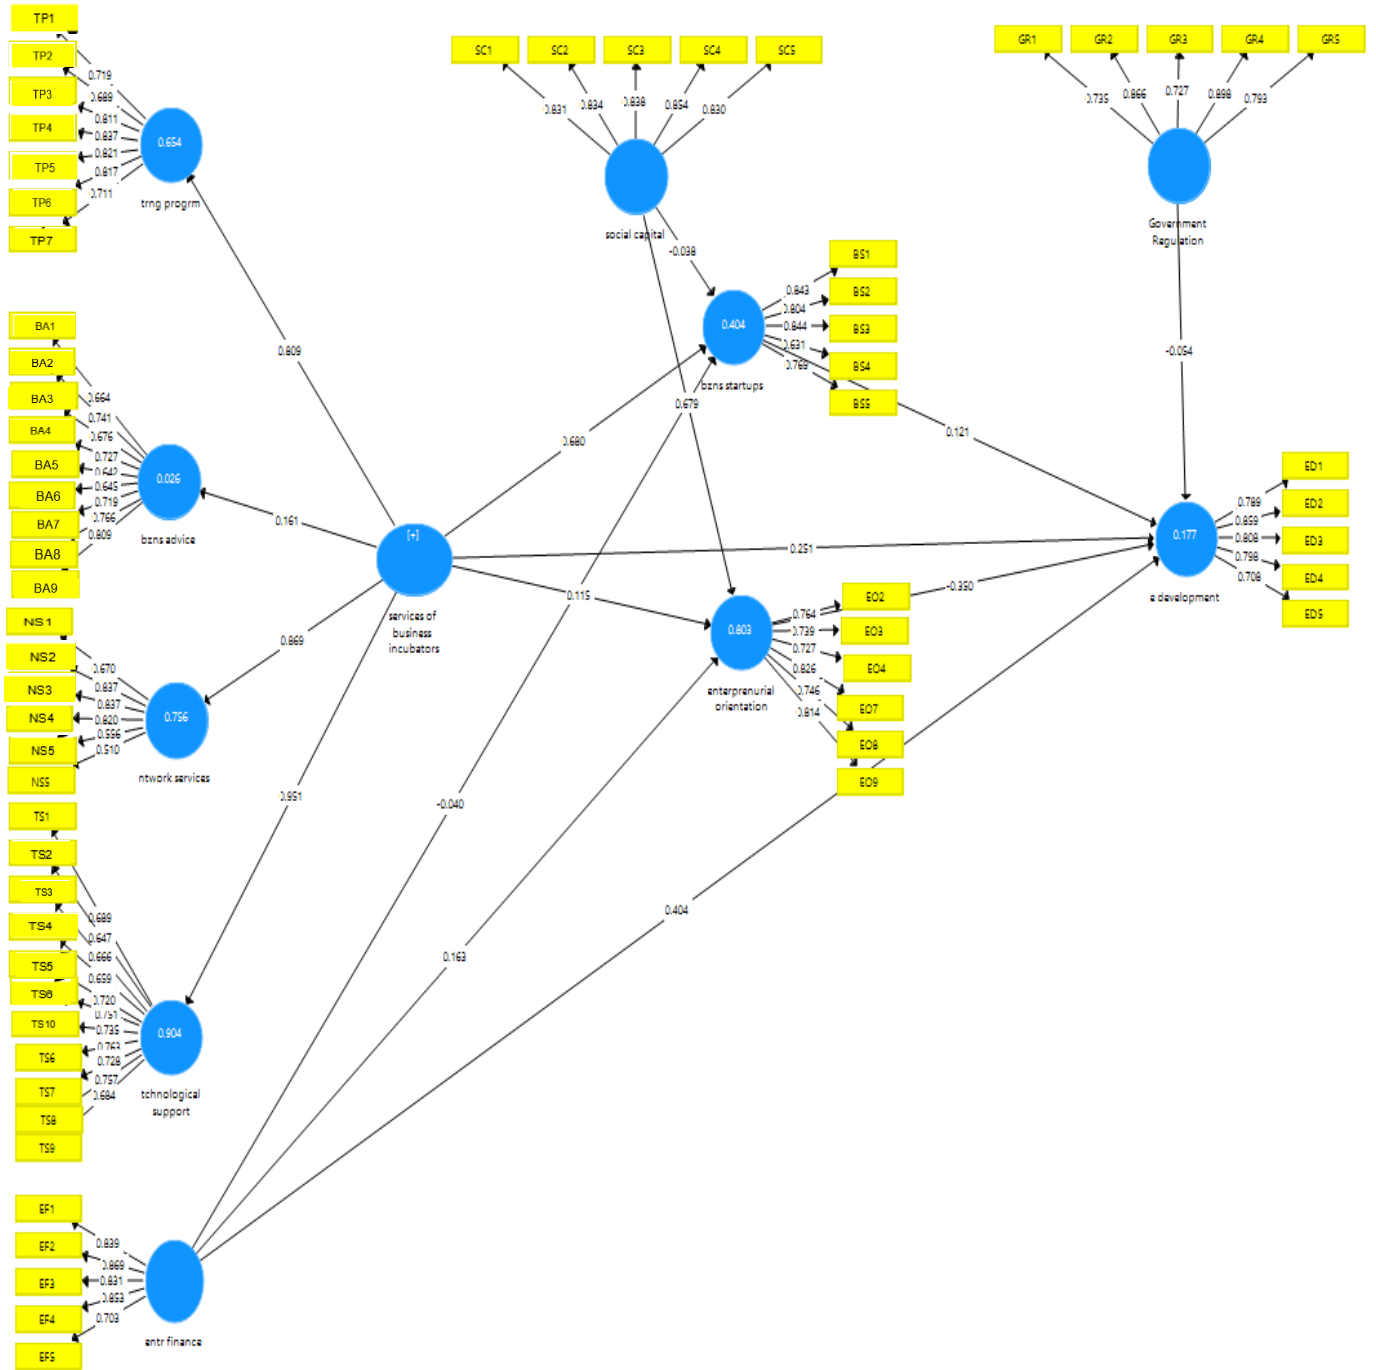 TP1
TP2
TP3
TP4
TP5
TP6
TP7
0.719
0.689
0.811
0.837
0.821
0.817
0.711
0.654
trng progrm
SC1
SC2
SC3
SC4
SC5
0.831
0.834
0.838
0.854
0.830
social capital
GR1
GR2
GR3
GR4
GR5
0.735
0.866
0.727
0.898
0.793
Government
Regulation
-0.038
-0.054
0.809
BS1
BS2
BS3
BS4
BS5
0.843
0.804
0.844
0.631
0.769
0.404
bzns startups
BA1
BA2
BA3
BA4
BA5
BA6
BA7
BA8
BA9
0.664
0.741
0.676
0.727
0.642
0.645
0.719
0.766
0.809
0.026
bzns advice
0.679
0.680
0.121
0.161
[+]
services of
business
incubators
0.251
0.115
-0.350
ED1
ED2
ED3
ED4
ED5
0.789
0.859
0.808
0.798
0.708
0.177
e development
EO2
EO3
EO4
EO7
EO8
EO9
0.764
0.739
0.727
0.826
0.746
0.814
0.803
enterprenurial
orientation
NS1
NS2
NS3
NS4
NS5
NS5
0.670
0.837
0.837
0.820
0.556
0.510
0.756
ntwork services
0.869
0.951
-0.040
0.163
0.404
TS1
TS2
TS3
TS4
TS5
TS6
TS10
TS6
TS7
TS8
TS9
0.689
0.647
0.666
0.659
0.720
0.751
0.735
0.763
0.728
0.757
0.684
0.904
tchnological
support
EF1
EF2
EF3
EF4
EF5
0.839
0.869
0.831
0.853
0.703
entr finance